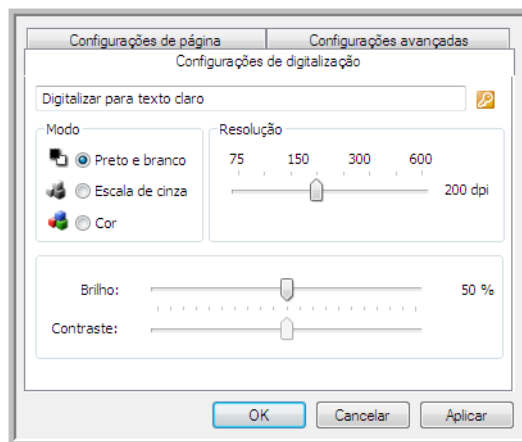 Configurações de página Configurações avançadas
Configurações de digitalização
Digitalizar para texto claro
Modo Resolução
Preto e branco 75 150 300 600
Escala de cinza 200 dpi
Cor
Brilho: 50 %
Contraste:
OK Cancelar Aplicar